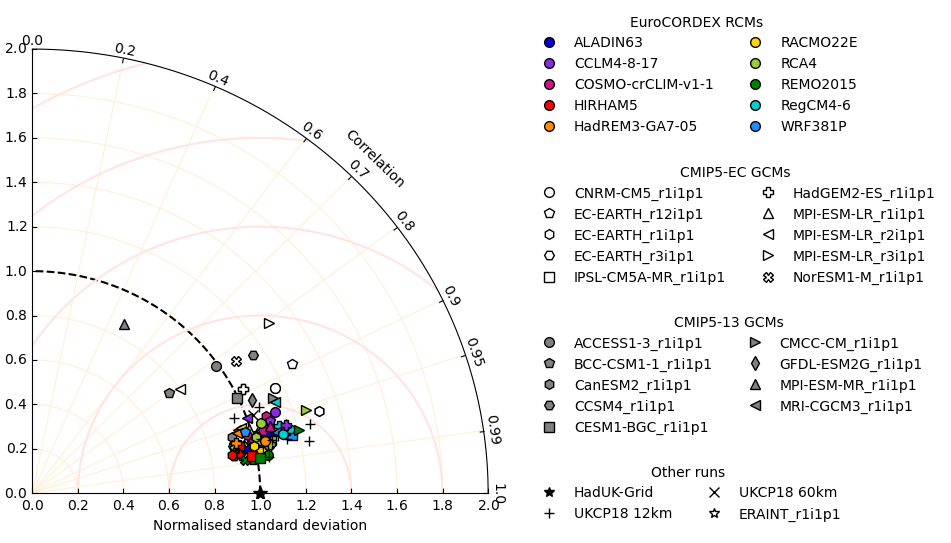 EuroCORDEX RCMs
ALADIN63 RACMO22E
CCLM4-8-17 RCA4
COSMO-crCLIM-v1-1 REMO2015
HIRHAM5 RegCM4-6
HadREM3-GA7-05 WRF381P
CMIP5-EC GCMs
CNRM-CM5_r1i1p1 HadGEM2-ES_r1i1p1
EC-EARTH_r12i1p1 MPI-ESM-LR_r1i1p1
EC-EARTH_r1i1p1 MPI-ESM-LR_r2i1p1
EC-EARTH_r3i1p1 MPI-ESM-LR_r3i1p1
IPSL-CM5A-MR_r1i1p1 NorESM1-M_r1i1p1
CMIP5-13 GCMs
ACCESS1-3_r1i1p1 CMCC-CM_r1i1p1
BCC-CSM1-1_r1i1p1 GFDL-ESM2G_r1i1p1
CanESM2_r1i1p1 MPI-ESM-MR_r1i1p1
CCSM4_r1i1p1 MRI-CGCM3_r1i1p1
CESM1-BGC_r1i1p1
Other runs
HadUK-Grid UKCP18 60km
UKCP18 12km ERAINT_r1i1p1
0.0
0.2
0.4
0.6
0.7
0.8
0.9
0.95
0.99
1.0
Correlation
2.0
1.8
1.6
1.4
1.2
1.0
0.8
0.6
0.4
0.2
0.0
0.0 0.2 0.4 0.6 0.8 1.0 1.2 1.4 1.6 1.8 2.0
Normalised standard deviation